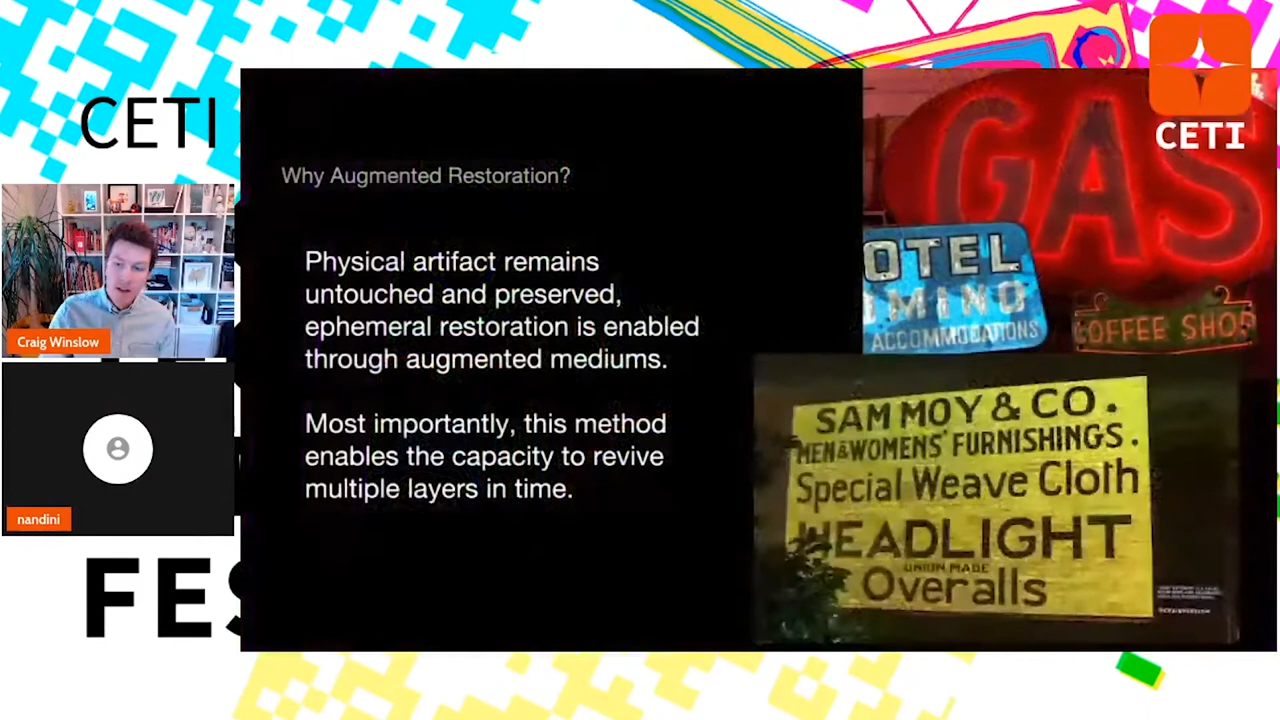 CETI
CETI
Why Augmented Restoration?
Physical artifact remains
untouched and preserved,
ephemeral restoration is enabled
through augmented mediums.
Most importantly, this method
enables the capacity to revive
multiple layers in time.
GAS
OTEL
IMINO
ACCOMMODATIONS
COFFEE SHOP
SAM MOY & CO.
MEN & WOMENS' FURNISHINGS.
Special Weave Cloth
HEADLIGHT
UNION MADE
Overalls
Craig Winslow
nandini
FES